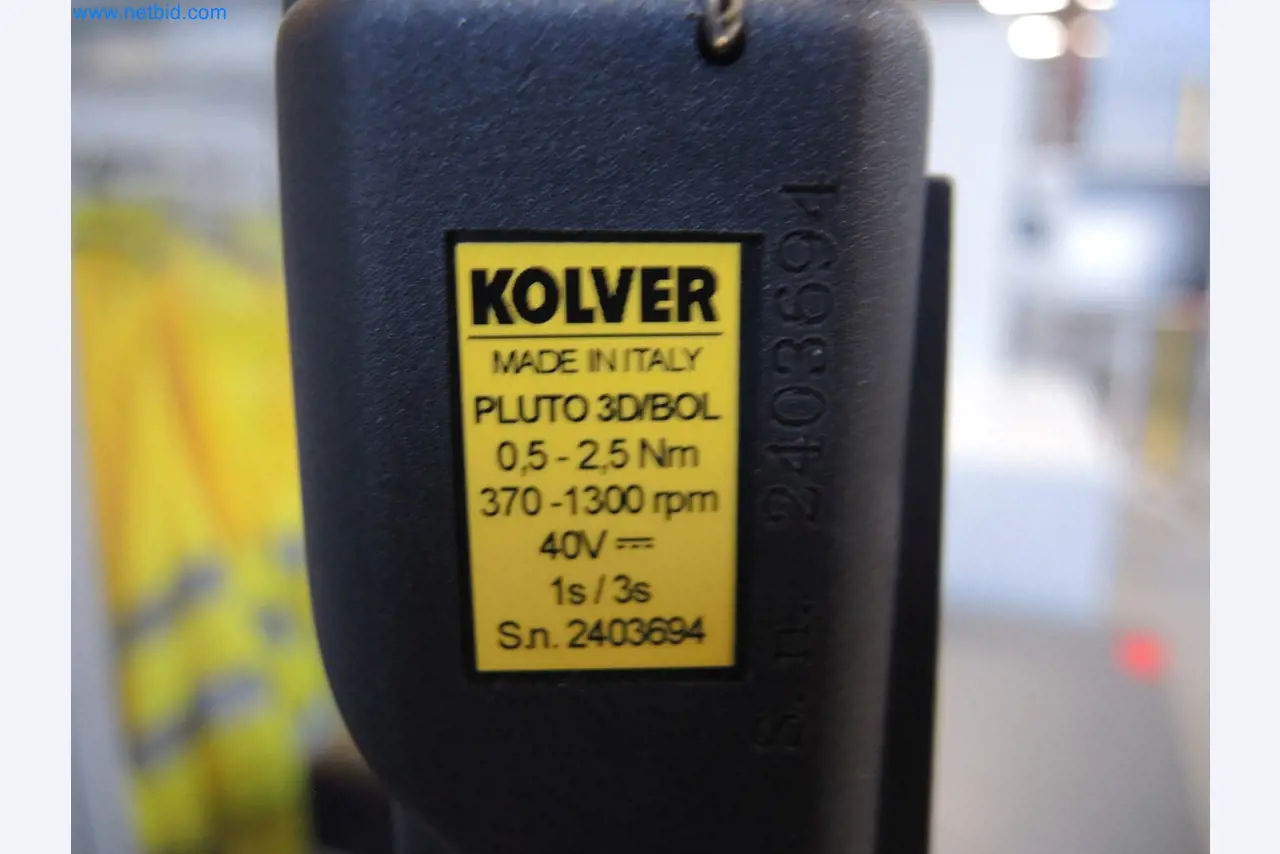 www.netbid.com
KOLVER
MADE IN ITALY
PLUTO 3D/BOL
0,5 - 2,5 Nm
370 -1300 rpm
40V ⎓
1s / 3s
S.n. 2403694
S.n. 2403694